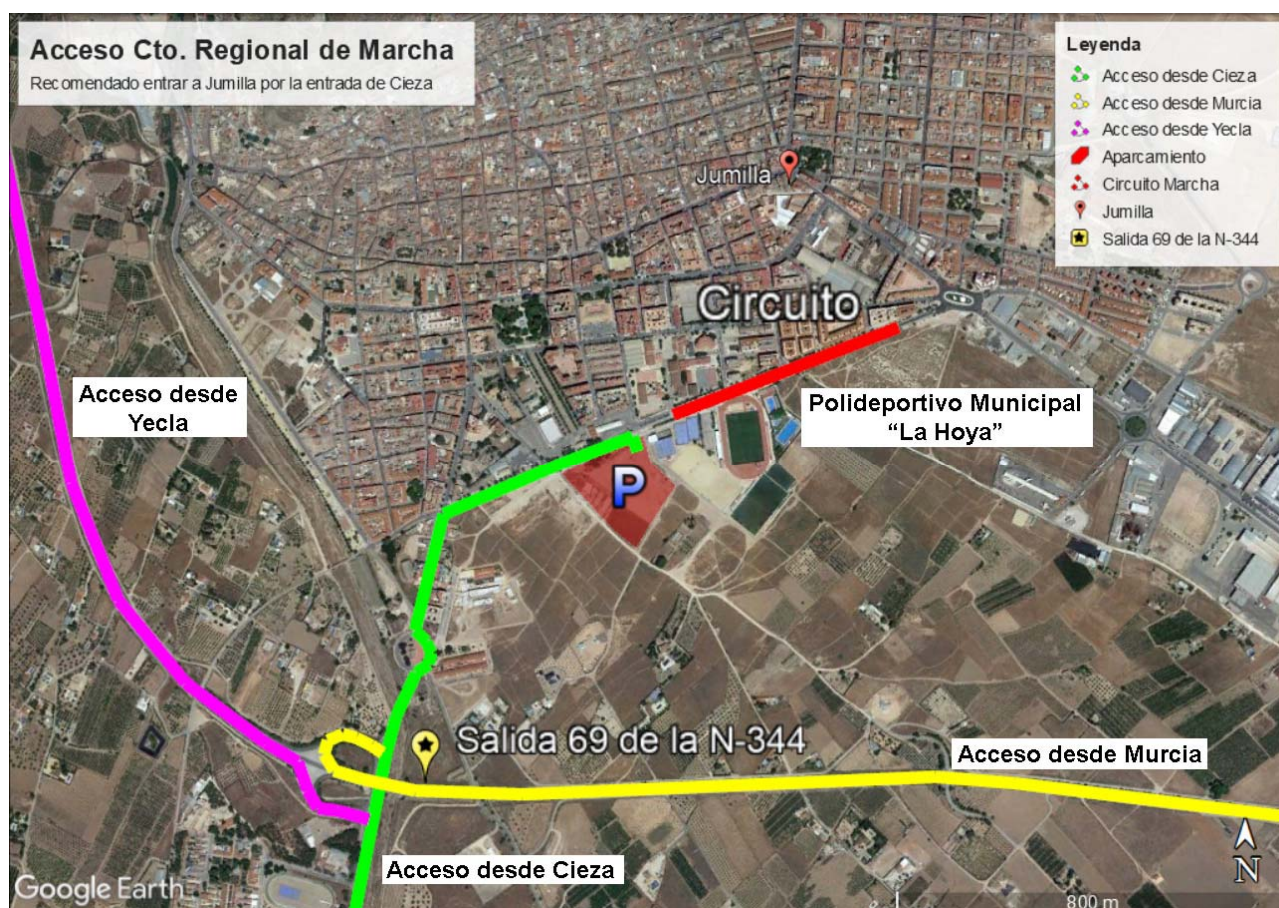 Acceso Cto. Regional de Marcha
Recomendado entrar a Jumilla por la entrada de Cieza
Leyenda
Acceso desde Cieza
Acceso desde Murcia
Acceso desde Yecla
Aparcamiento
Circuito Marcha
Jumilla
Salida 69 de la N-344
Jumilla
Circuito
Acceso desde
Yecla
Polideportivo Municipal
“La Hoya”
P
Salida 69 de la N-344
Acceso desde Murcia
Acceso desde Cieza
N
Google Earth
800 m